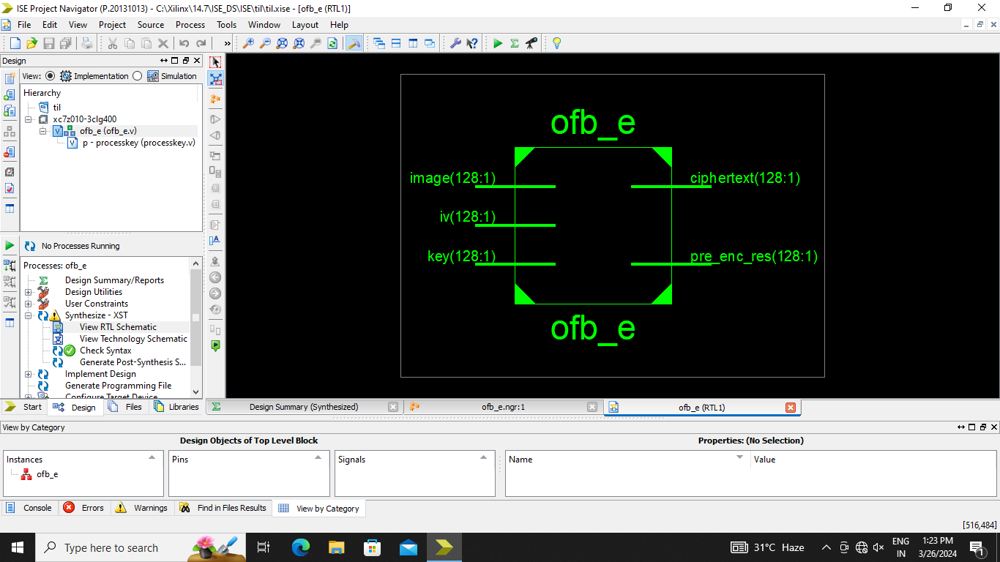 ISE Project Navigator (P.20131013) - C:\Xilinx\14.7\ISE_DS\ISE\til\til.xise - [ofb_e (RTL1)]
File Edit View Project Source Process Tools Window Layout Help
»
Design
View: Implementation Simulation
Hierarchy
til
xc7z010-3clg400
ofb_e (ofb_e.v)
p - processkey (processkey.v)
No Processes Running
Processes: ofb_e
Design Summary/Reports
Design Utilities
User Constraints
Synthesize - XST
View RTL Schematic
View Technology Schematic
Check Syntax
Generate Post-Synthesis S...
Implement Design
Generate Programming File
Configure Target Device
Start Design Files Libraries
ofb_e
image(128:1)
iv(128:1)
key(128:1)
ciphertext(128:1)
pre_enc_res(128:1)
ofb_e
Design Summary (Synthesized) ofb_e.ngr:1 ofb_e (RTL1)
View by Category
Design Objects of Top Level Block
Properties: (No Selection)
Instances
ofb_e
Pins
Signals
Name Value
Console Errors Warnings Find in Files Results View by Category
[516,484]
Type here to search
31°C Haze
ENG
IN
1:23 PM
3/26/2024
1